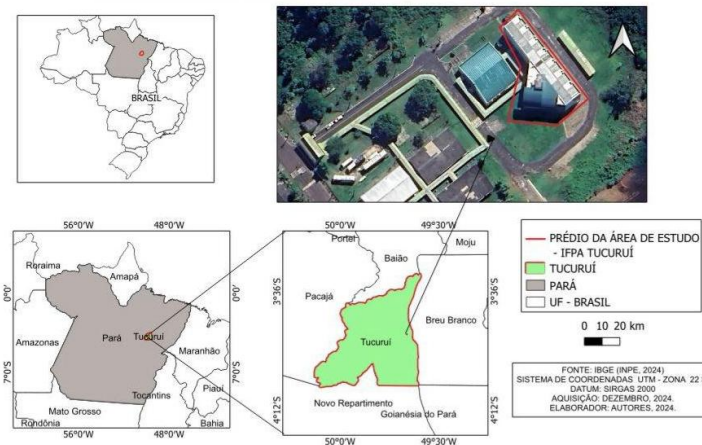 BRASIL
56°0'W 48°0'W
Roraima
Amapá
0°0'
0°0'
Amazonas
Pará
Tucuruí
Maranhão
7°0'S
7°0'S
Piauí
Tocantins
Mato Grosso
Rondônia
Bahia
56°0'W 48°0'W
50°0'W 49°30'W
Portel
Moju
Baião
3°36'S
3°36'S
Pacajá
Breu Branco
Tucuruí
Novo Repartimento
Goianésia do Pará
4°12'S
4°12'S
50°0'W 49°30'W
PRÉDIO DA ÁREA DE ESTUDO
- IFPA TUCURUÍ
TUCURUÍ
PARÁ
UF - BRASIL
0 10 20 km
FONTE: IBGE (INPE, 2024)
SISTEMA DE COORDENADAS UTM - ZONA 22
DATUM: SIRGAS 2000
AQUISIÇÃO: DEZEMBRO, 2024.
ELABORADOR: AUTORES, 2024.